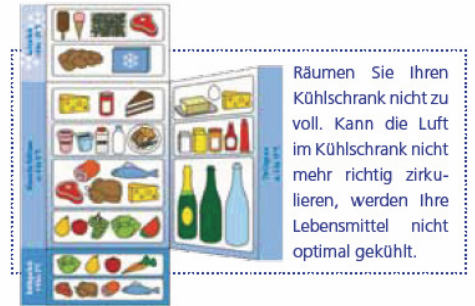 Räumen Sie Ihren
Kühlschrank nicht zu
voll. Kann die Luft
im Kühlschrank nicht
mehr richtig zirku-
lieren, werden Ihre
Lebensmittel nicht
optimal gekühlt.